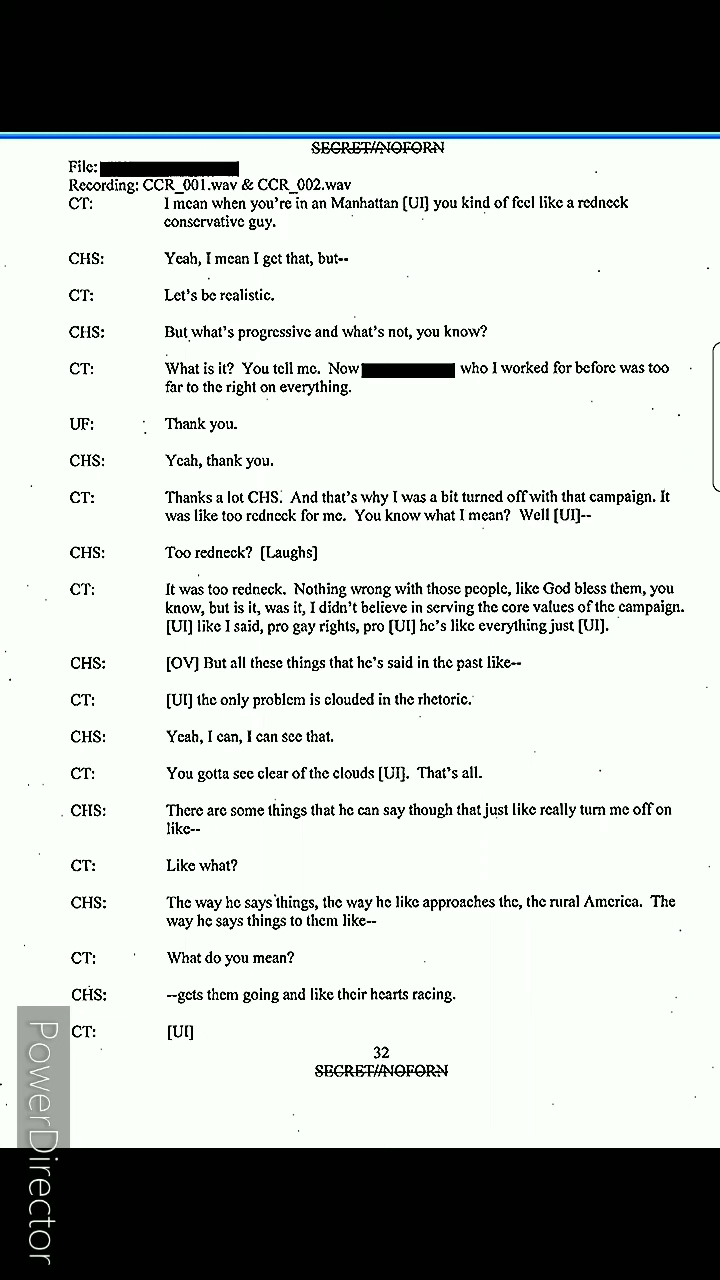 SECRET//NOFORN
File:
Recording: CCR_001.wav & CCR_002.wav
CT: I mean when you're in an Manhattan [UI] you kind of feel like a redneck
conservative guy.
CHS: Yeah, I mean I get that, but--
CT: Let's be realistic.
CHS: But what's progressive and what's not, you know?
CT: What is it? You tell me. Now who I worked for before was too
far to the right on everything.
UF: Thank you.
CHS: Yeah, thank you.
CT: Thanks a lot CHS. And that's why I was a bit turned off with that campaign. It
was like too redneck for me. You know what I mean? Well [UI]--
CHS: Too redneck? [Laughs]
CT: It was too redneck. Nothing wrong with those people, like God bless them, you
know, but is it, was it, I didn't believe in serving the core values of the campaign.
[UI] like I said, pro gay rights, pro [UI] he's like everything just [UI].
CHS: [OV] But all these things that he's said in the past like--
CT: [UI] the only problem is clouded in the rhetoric.
CHS: Yeah, I can, I can see that.
CT: You gotta see clear of the clouds [UI]. That's all.
CHS: There are some things that he can say though that just like really turn me off on
like--
CT: Like what?
CHS: The way he says things, the way he like approaches the, the rural America. The
way he says things to them like--
CT: What do you mean?
CHS: --gets them going and like their hearts racing.
CT: [UI]
32
SECRET//NOFORN
PowerDirector